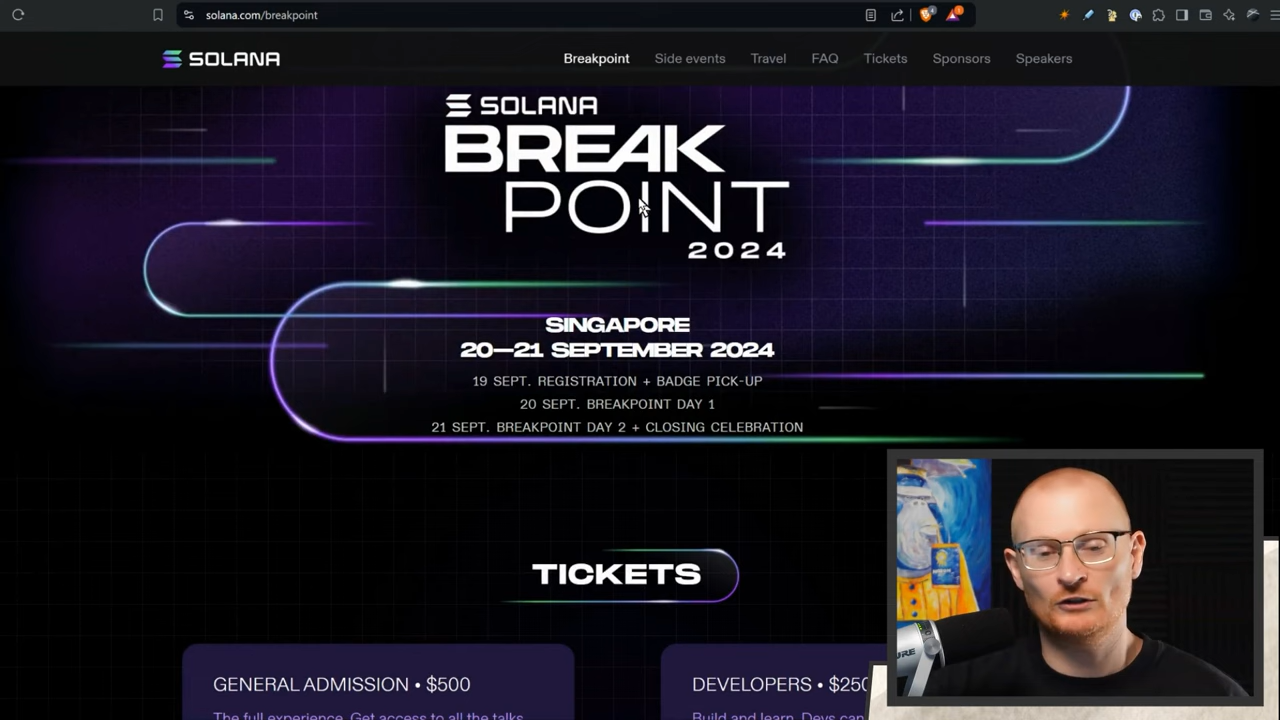 solana.com/breakpoint
SOLANA
Breakpoint Side events Travel FAQ Tickets Sponsors Speakers
SOLANA
BREAK
POINT
2024
SINGAPORE
20—21 SEPTEMBER 2024
19 SEPT. REGISTRATION + BADGE PICK-UP
20 SEPT. BREAKPOINT DAY 1
21 SEPT. BREAKPOINT DAY 2 + CLOSING CELEBRATION
TICKETS
GENERAL ADMISSION • $500
The full experience. Get access to all the talks,
DEVELOPERS • $250
Build and learn. Devs can